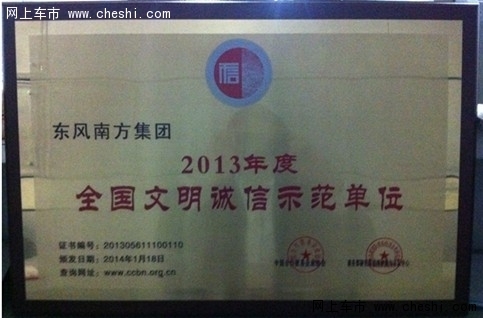 网上车市 www.cheshi.com
信
东风南方集团
2013年度
全国文明诚信示范单位
证书编号：201305611100110
颁发日期：2014年1月18日
查询网址：www.ccbn.org.cn
网上车市 www.cheshi.com